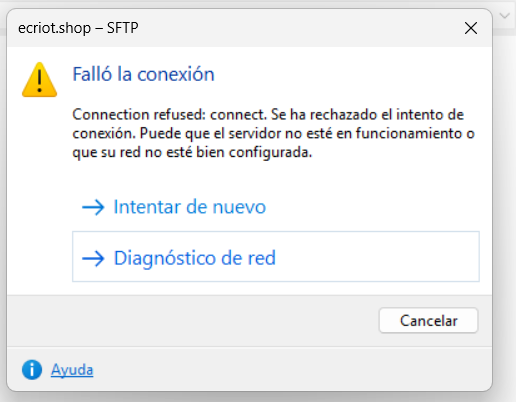 ecriot.shop – SFTP
Falló la conexión
Connection refused: connect. Se ha rechazado el intento de
conexión. Puede que el servidor no esté en funcionamiento o
que su red no esté bien configurada.
Intentar de nuevo
Diagnóstico de red
Cancelar
Ayuda